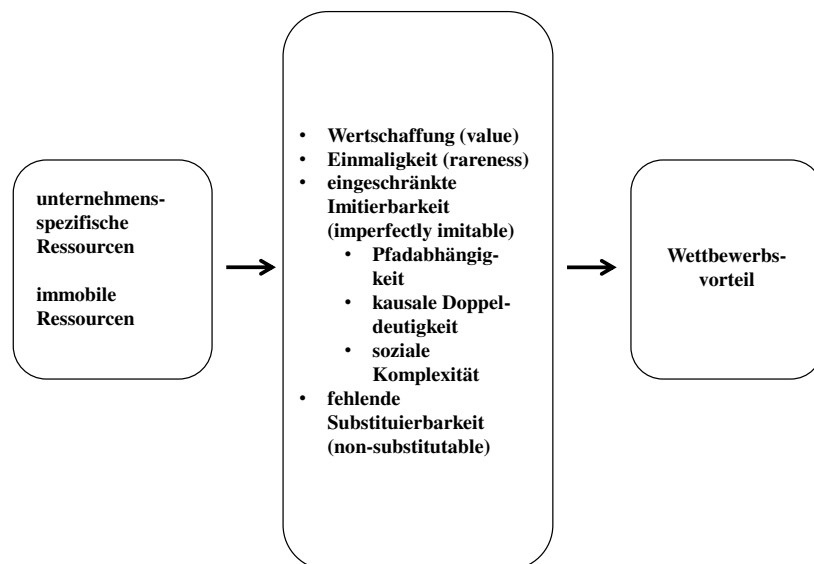 unternehmens-
spezifische
Ressourcen
immobile
Ressourcen
• Wertschaffung (value)
• Einmaligkeit (rareness)
• eingeschränkte
Imitierbarkeit
(imperfectly imitable)
• Pfadabhängig-
keit
• kausale Doppel-
deutigkeit
• soziale
Komplexität
• fehlende
Substituierbarkeit
(non-substitutable)
Wettbewerbs-
vorteil